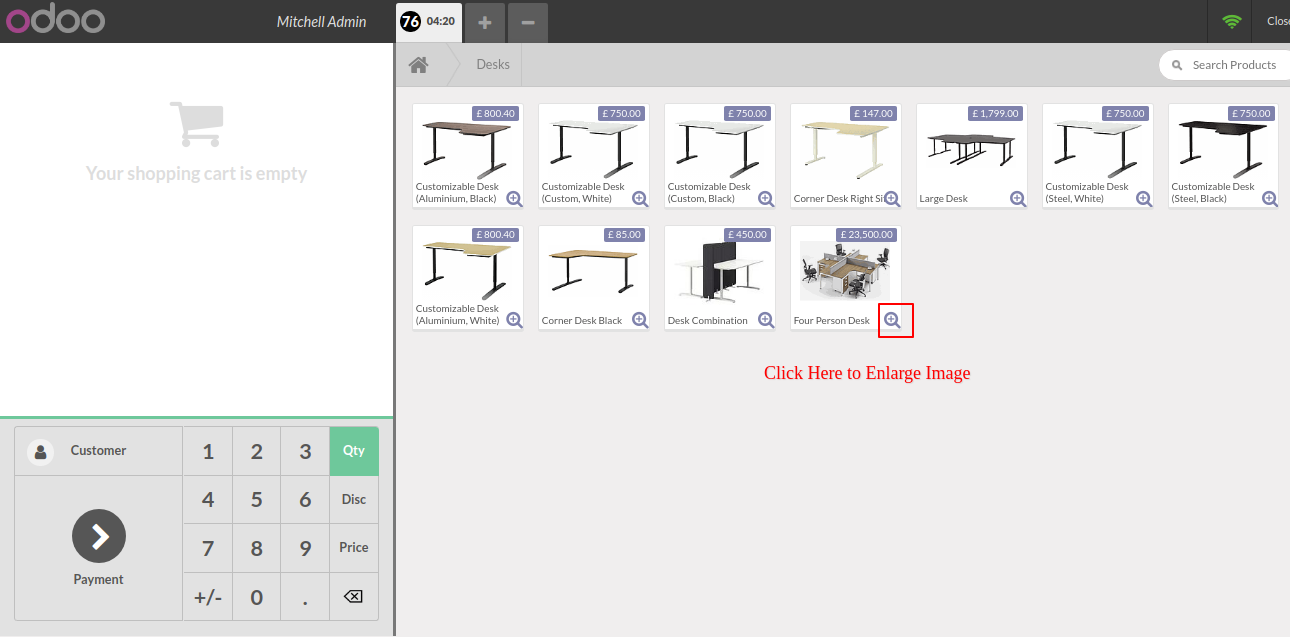 odoo
Mitchell Admin
76 04:20
Desks
Search Products
Your shopping cart is empty
£ 800.40
Customizable Desk
(Aluminium, Black)
£ 750.00
Customizable Desk
(Custom, White)
£ 750.00
Customizable Desk
(Custom, Black)
£ 147.00
Corner Desk Right
£ 1,799.00
Large Desk
£ 750.00
Customizable Desk
(Steel, White)
£ 750.00
Customizable Desk
(Steel, Black)
£ 800.40
Customizable Desk
(Aluminium, White)
£ 85.00
Corner Desk Black
£ 450.00
Desk Combination
£ 23,500.00
Four Person Desk
Click Here to Enlarge Image
Customer
Payment
1 2 3 Qty
4 5 6 Disc
7 8 9 Price
+/- 0 .